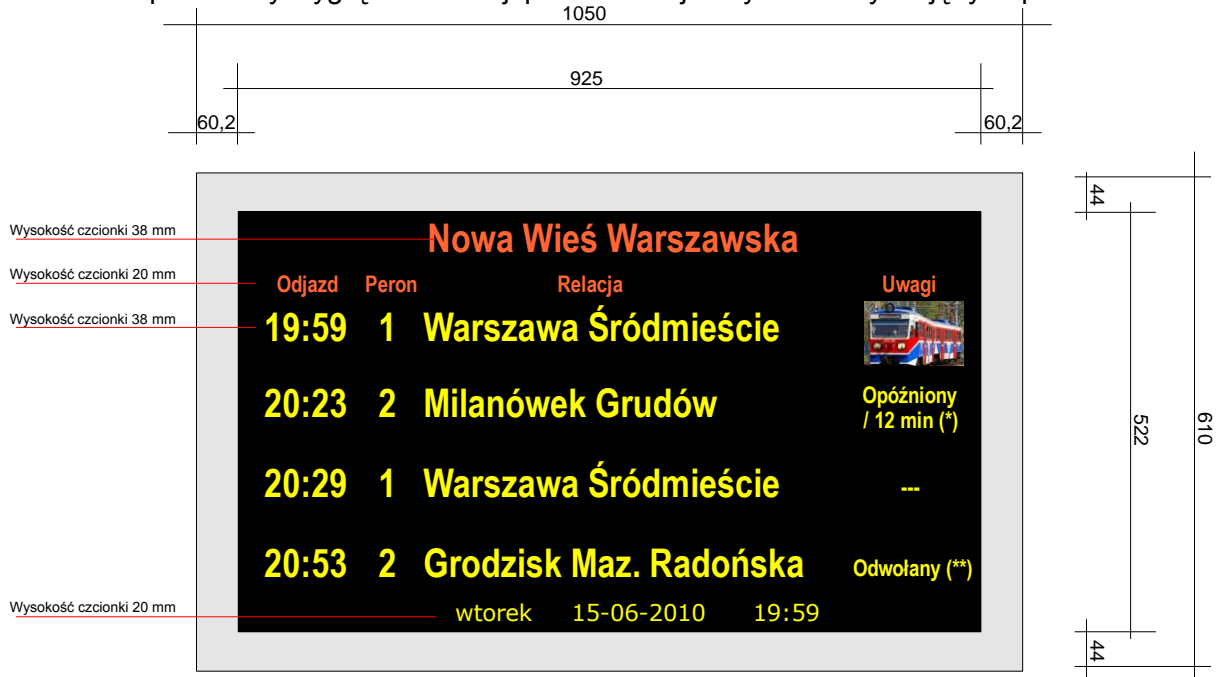 1050
925
60,2 60,2
44
Wysokość czcionki 38 mm
Nowa Wieś Warszawska
Wysokość czcionki 20 mm
Odjazd Peron Relacja Uwagi
Wysokość czcionki 38 mm
19:59 1 Warszawa Śródmieście
20:23 2 Milanówek Grudów Opóźniony
/ 12 min (*)
522
610
20:29 1 Warszawa Śródmieście ---
20:53 2 Grodzisk Maz. Radońska Odwołany (**)
Wysokość czcionki 20 mm
wtorek 15-06-2010 19:59
44